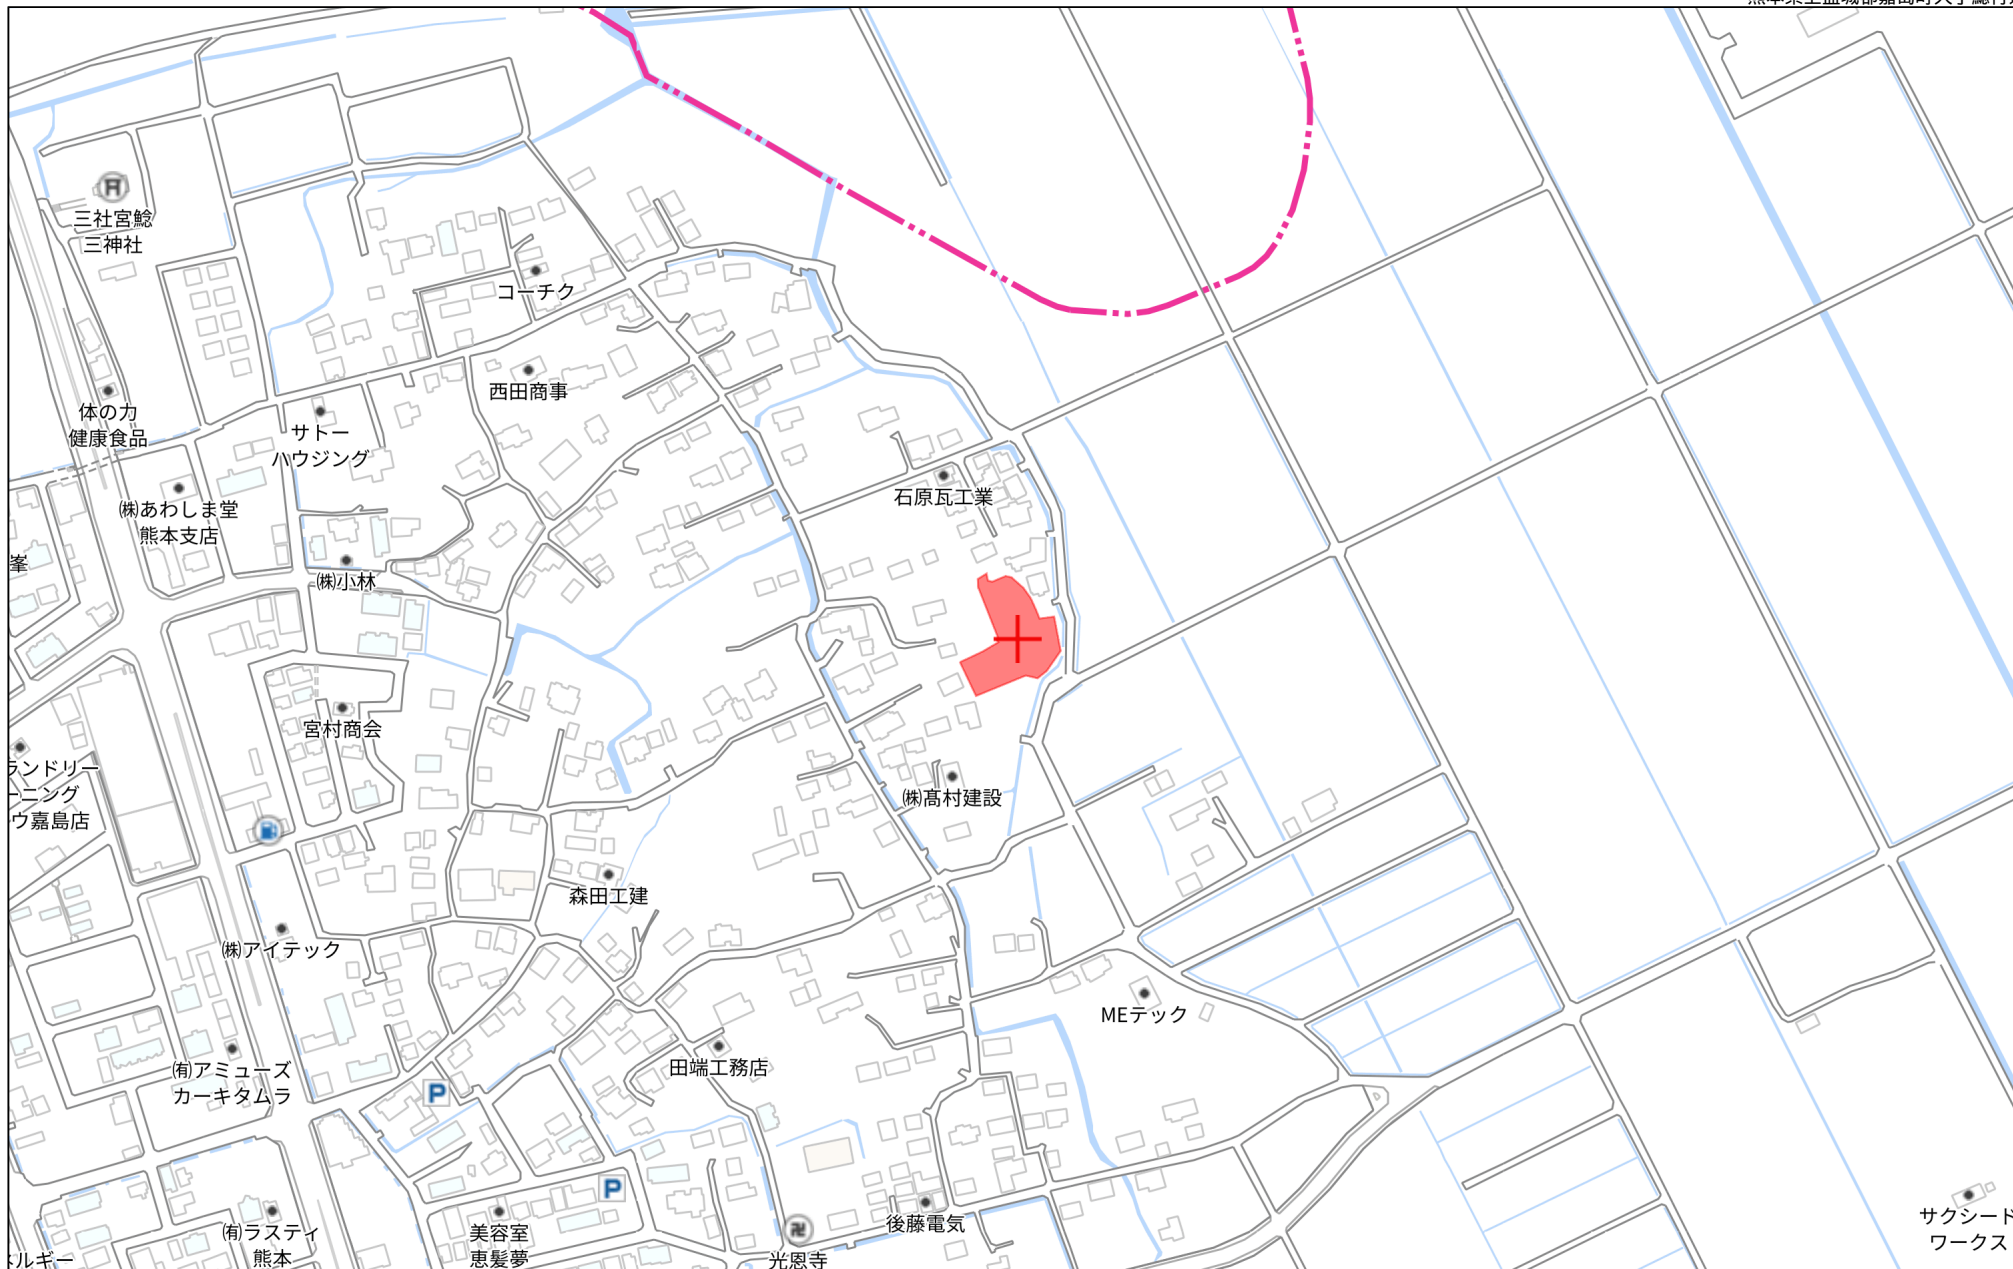 三社宮鯰
三神社
コーチク
西田商事
体の力
健康食品
サトー
ハウジング
石原瓦工業
㈱あわしま堂
熊本支店
峯
㈱小林
宮村商会
ランドリー
ーニング
ウ嘉島店
㈱髙村建設
森田工建
㈱アイテック
MEテック
㈲アミューズ
カーキタムラ
田端工務店
P
P
㈲ラスティ
熊本
美容室
恵髪夢
光恩寺
後藤電気
サクシード
ワークス
ネルギー